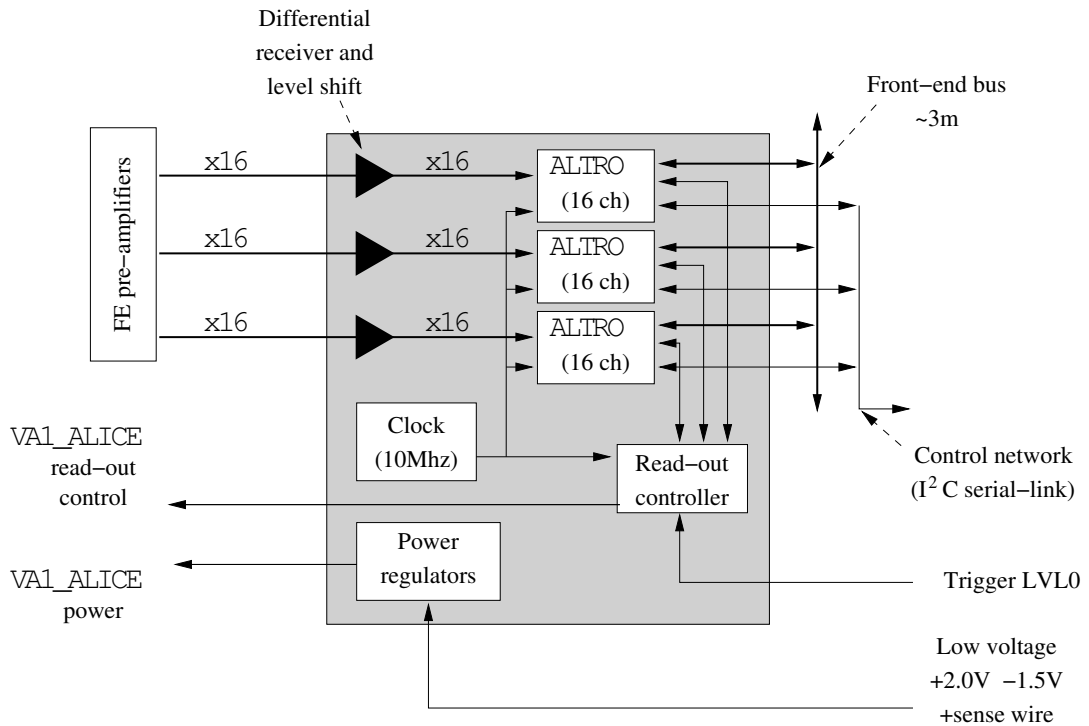 Differential
receiver and
level shift
Front−end bus
~3m
FE pre−amplifiers
x16
x16
ALTRO
(16 ch)
x16
x16
ALTRO
(16 ch)
x16
x16
ALTRO
(16 ch)
VA1_ALICE
read−out
control
Clock
(10Mhz)
Read−out
controller
Control network
(I² C serial−link)
VA1_ALICE
power
Power
regulators
Trigger LVL0
Low voltage
+2.0V −1.5V
+sense wire